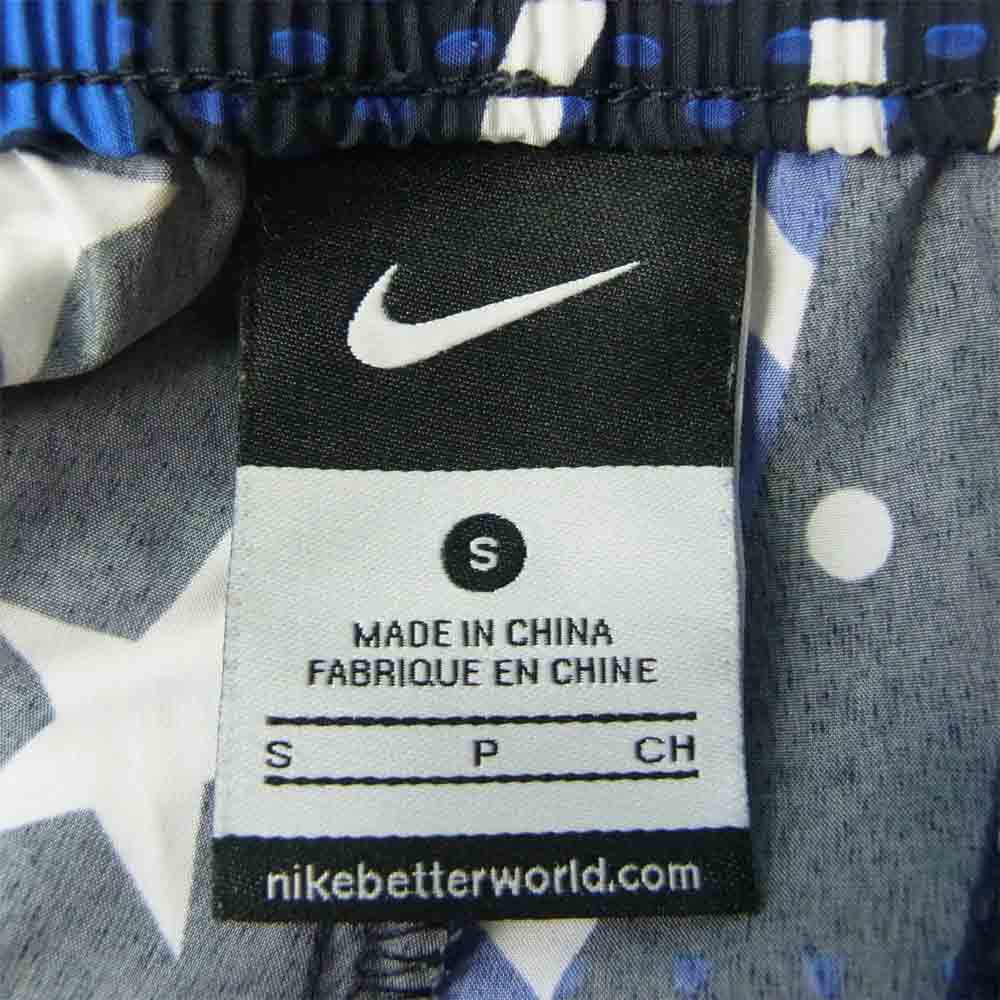 S
MADE IN CHINA
FABRIQUE EN CHINE
S P CH
nikebetterworld.com